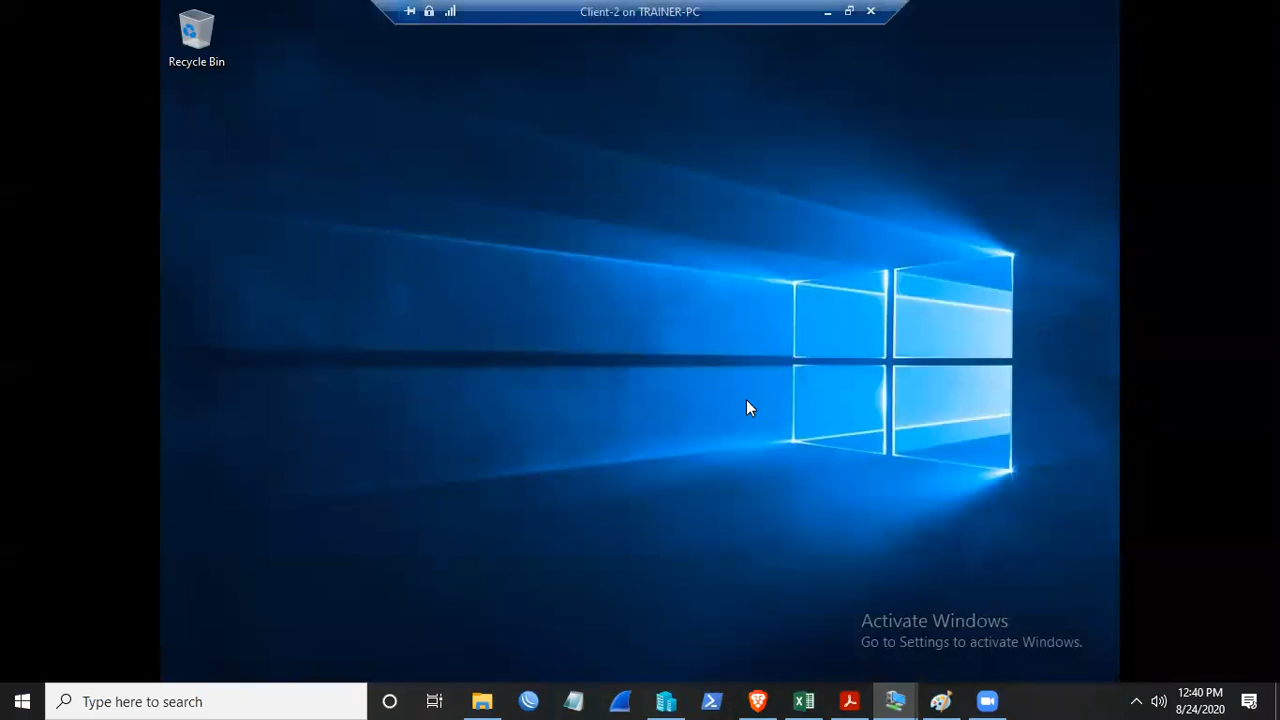 Client-2 on TRAINER-PC
Recycle Bin
Activate Windows
Go to Settings to activate Windows.
Type here to search
12:40 PM
8/24/2020